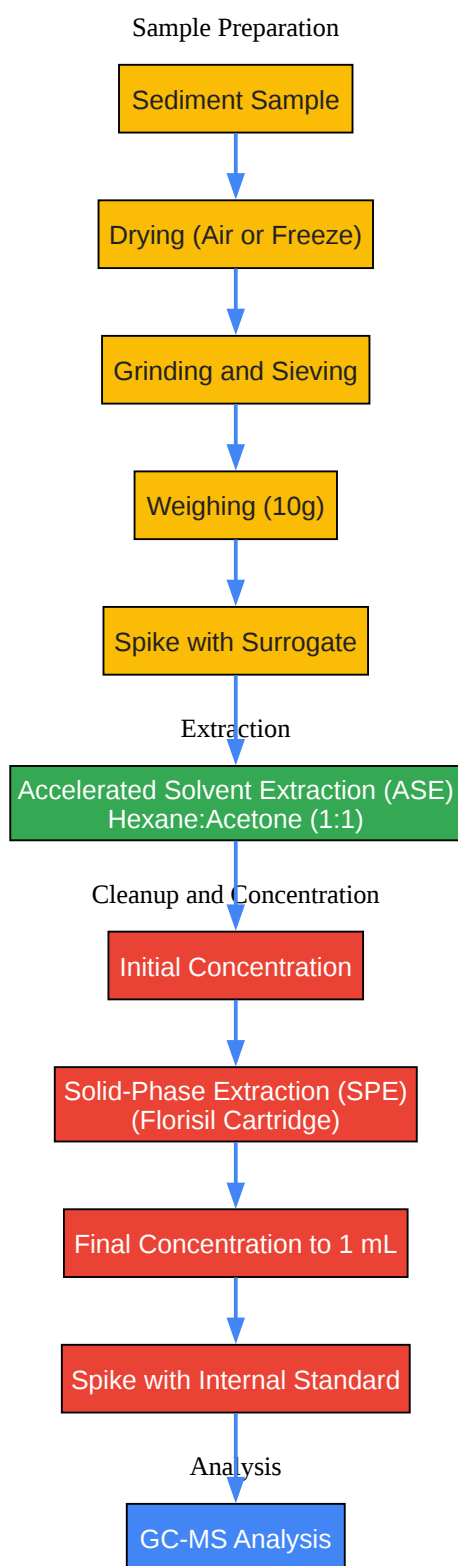 Sample Preparation
Sediment Sample
Drying (Air or Freeze)
Grinding and Sieving
Weighing (10g)
Spike with Surrogate
Extraction
Accelerated Solvent Extraction (ASE)
Hexane:Acetone (1:1)
Cleanup and Concentration
Initial Concentration
Solid-Phase Extraction (SPE)
(Florisil Cartridge)
Final Concentration to 1 mL
Spike with Internal Standard
Analysis
GC-MS Analysis